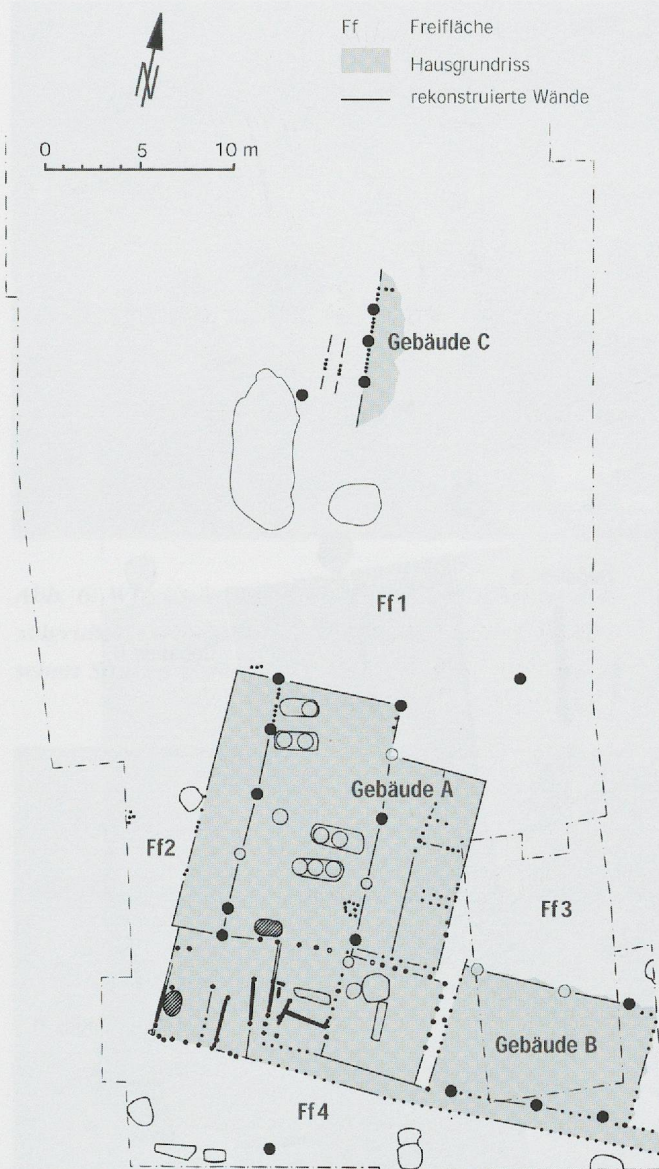 Ff Freifläche
Hausgrundriss
rekonstruierte Wände
N
0 5 10 m
Gebäude C
Ff1
Gebäude A
Ff2
Ff3
Gebäude B
Ff4